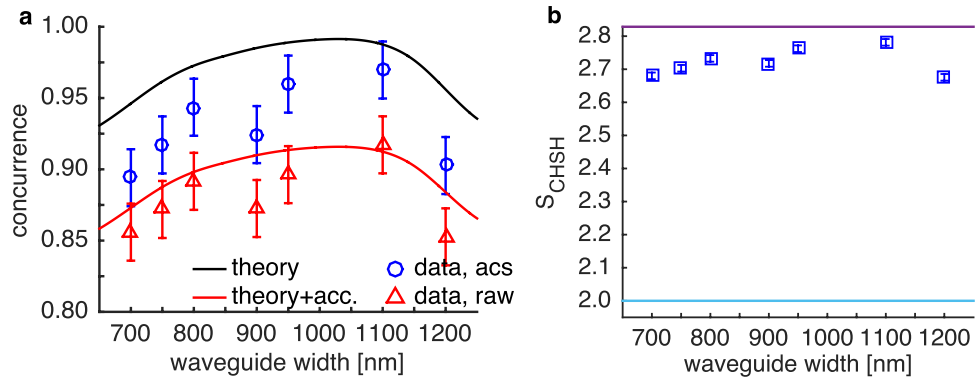 a
1.00
0.95
0.90
0.85
0.80
concurrence
theory
data, acs
theory+acc.
data, raw
700 800 900 1000 1100 1200
waveguide width [nm]
b
2.8
2.7
2.6
2.5
2.4
2.3
2.2
2.1
2.0
S_CHSH
700 800 900 1000 1100 1200
waveguide width [nm]